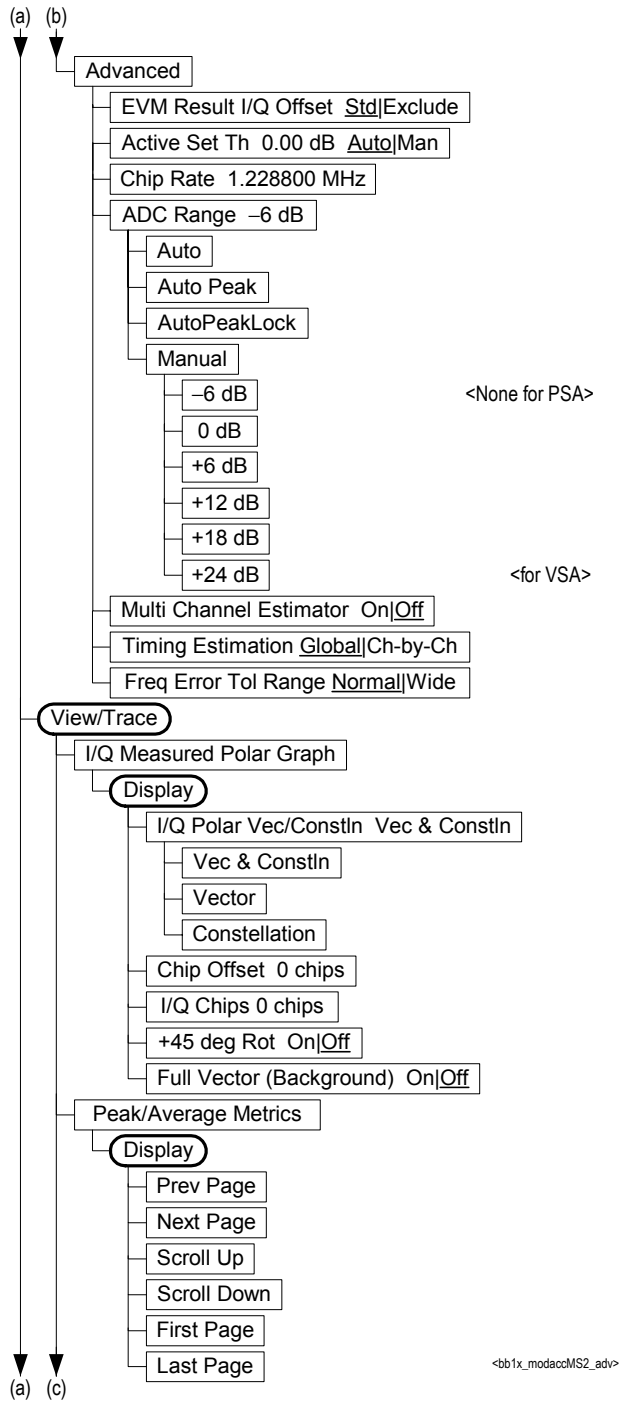 (a) (b)
Advanced
EVM Result I/Q Offset Std|Exclude
Active Set Th 0.00 dB Auto|Man
Chip Rate 1.228800 MHz
ADC Range –6 dB
Auto
Auto Peak
AutoPeakLock
Manual
–6 dB <None for PSA>
0 dB
+6 dB
+12 dB
+18 dB
+24 dB <for VSA>
Multi Channel Estimator On|Off
Timing Estimation Global|Ch-by-Ch
Freq Error Tol Range Normal|Wide
View/Trace
I/Q Measured Polar Graph
Display
I/Q Polar Vec/Constln Vec & Constln
Vec & Constln
Vector
Constellation
Chip Offset 0 chips
I/Q Chips 0 chips
+45 deg Rot On|Off
Full Vector (Background) On|Off
Peak/Average Metrics
Display
Prev Page
Next Page
Scroll Up
Scroll Down
First Page
Last Page <bb1x_modaccMS2_adv>
(a) (c)